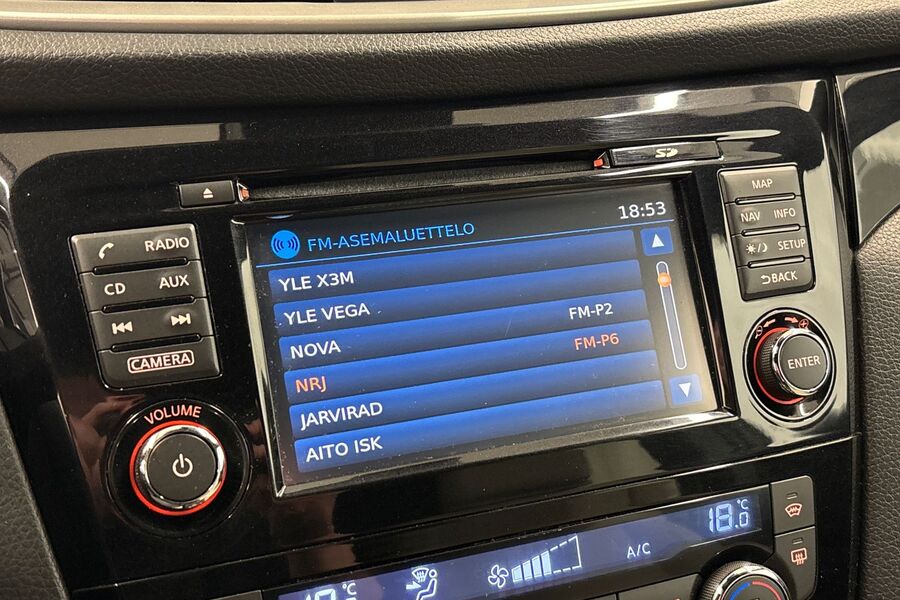 SD
MAP
NAV INFO
SETUP
BACK
ENTER
RADIO
CD AUX
CAMERA
VOLUME
18:53
FM-ASEMALUETTELO
YLE X3M
YLE VEGA
NOVA FM-P2
NRJ FM-P6
JARVIRAD
AITO ISK
A/C
18.0 °C
°C